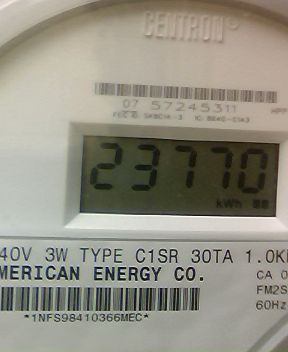 CENTRON®
07 57245311
23770
kWh
40V 3W TYPE C1SR 30TA 1.0K
MERICAN ENERGY CO.
CA 0
FM2S
60Hz
*1NFS98410366MEC*